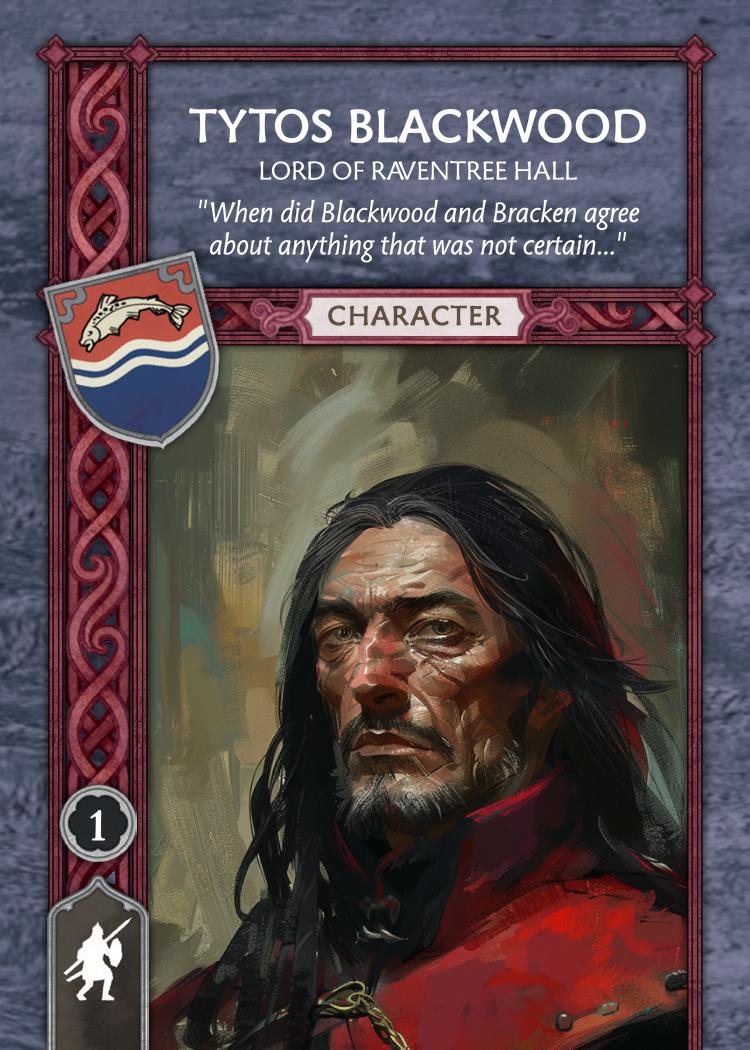 TYTOS BLACKWOOD
LORD OF RAVENTREE HALL
"When did Blackwood and Bracken agree
about anything that was not certain..."
CHARACTER
1